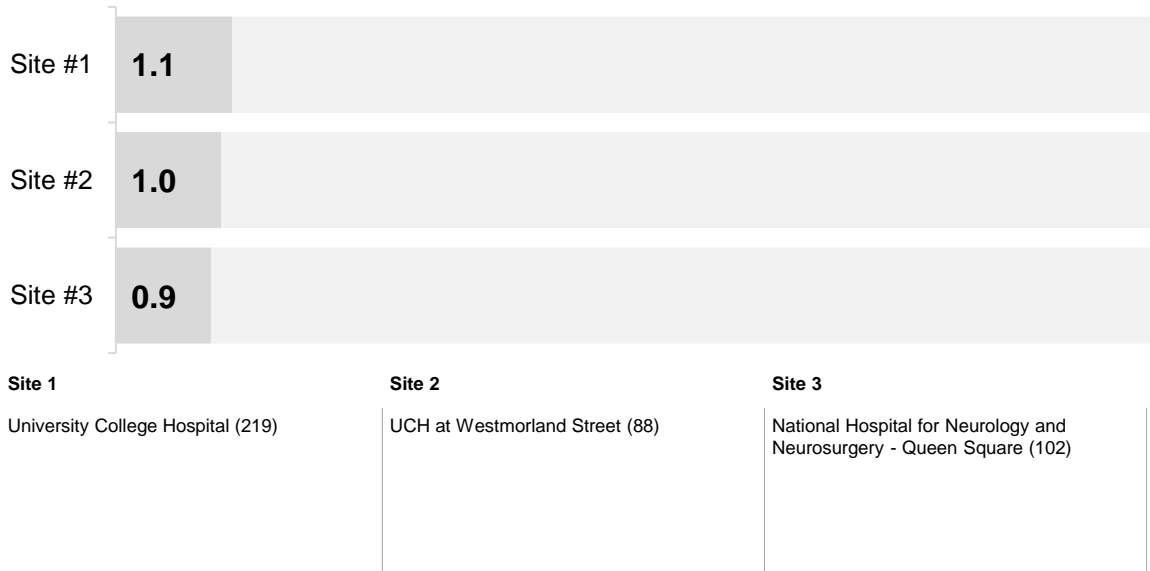 Site #1
1.1
Site #2
1.0
Site #3
0.9
Site 1
University College Hospital (219)
Site 2
UCH at Westmorland Street (88)
Site 3
National Hospital for Neurology and
Neurosurgery - Queen Square (102)